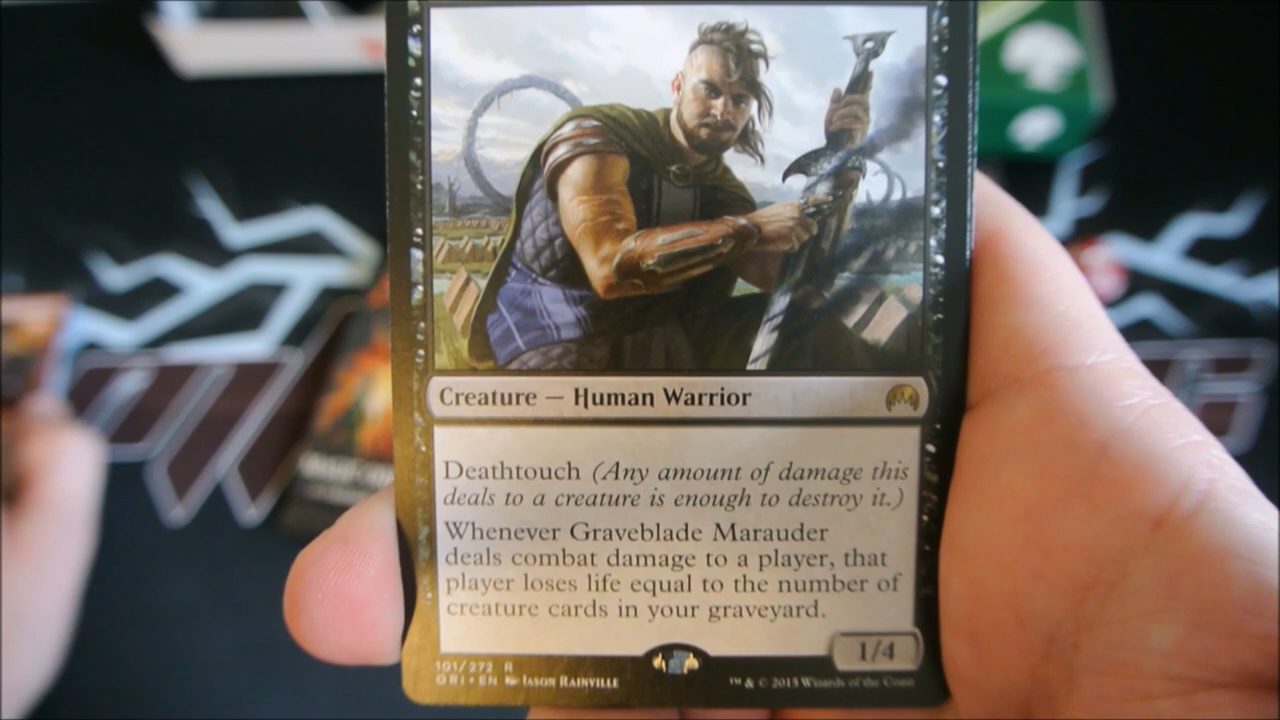 Creature — Human Warrior
Deathtouch (Any amount of damage this
deals to a creature is enough to destroy it.)
Whenever Graveblade Marauder
deals combat damage to a player, that
player loses life equal to the number of
creature cards in your graveyard.
1/4
101/272 R
ORI • EN Jason Rainville
™ & © 2015 Wizards of the Coast